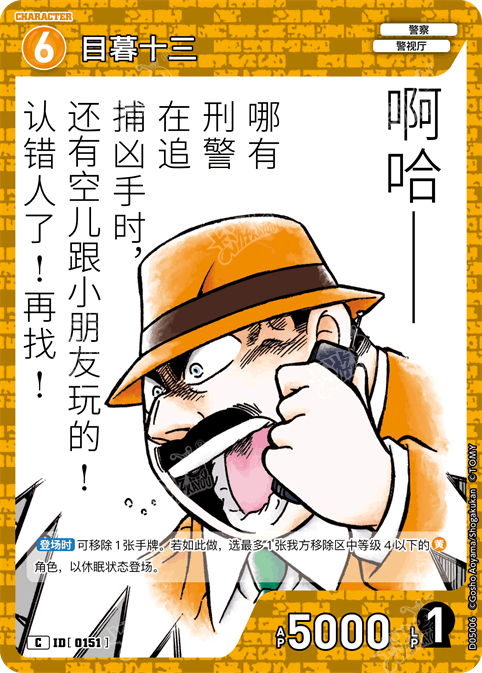 CHARACTER
6
目暮十三
警察
警视厅
啊哈——
哪有
刑警
在追
捕凶手时，
还有空儿跟小朋友玩的！
认错人了！再找！
登场时 可移除1张手牌。若如此做，选最多1张我方移除区中等级4以下的黄
角色，以休眠状态登场。
C ID[ 0151 ]
AP 5000
LP 1
D05006 ©Gosho Aoyama/Shogakukan ©TOMY